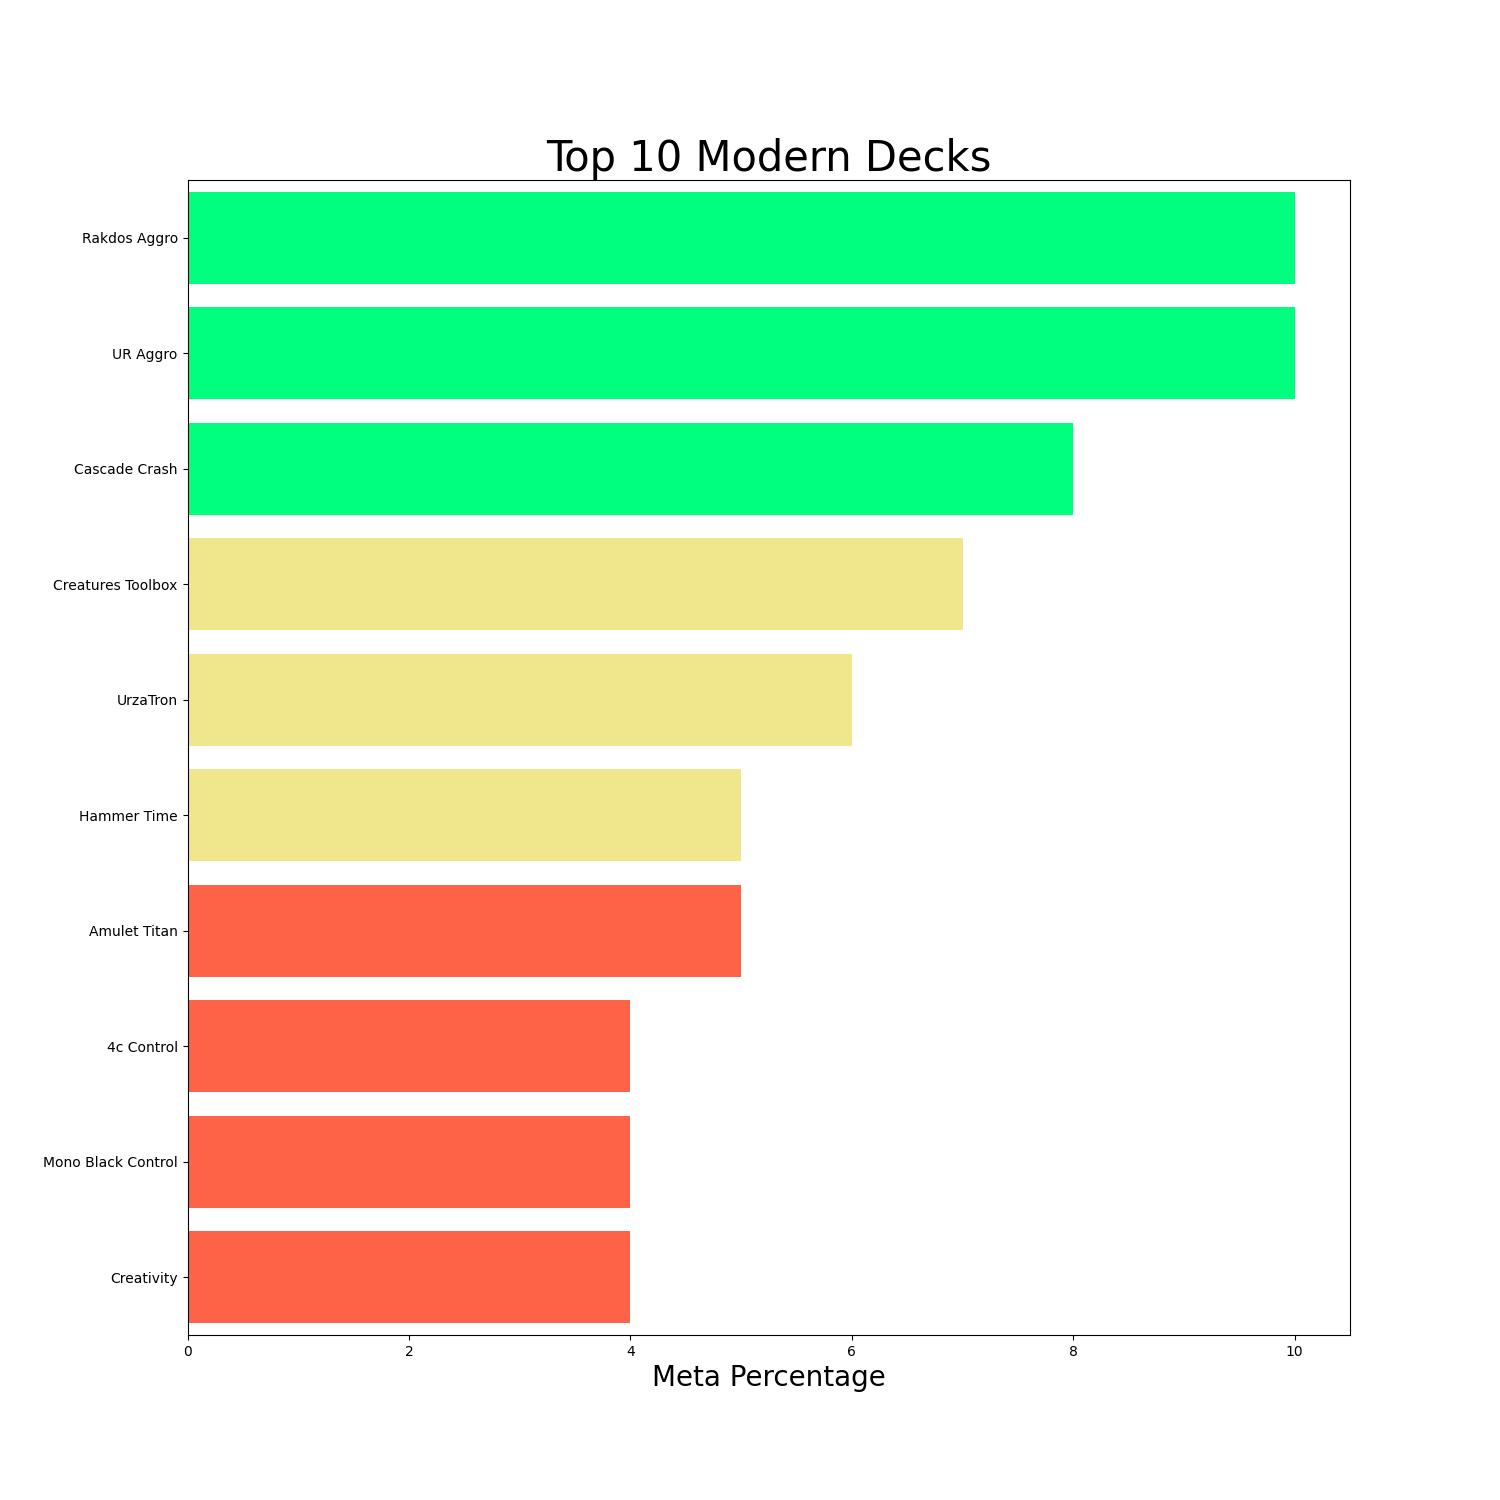 Top 10 Modern Decks
Rakdos Aggro
UR Aggro
Cascade Crash
Creatures Toolbox
UrzaTron
Hammer Time
Amulet Titan
4c Control
Mono Black Control
Creativity
0 2 4 6 8 10
Meta Percentage